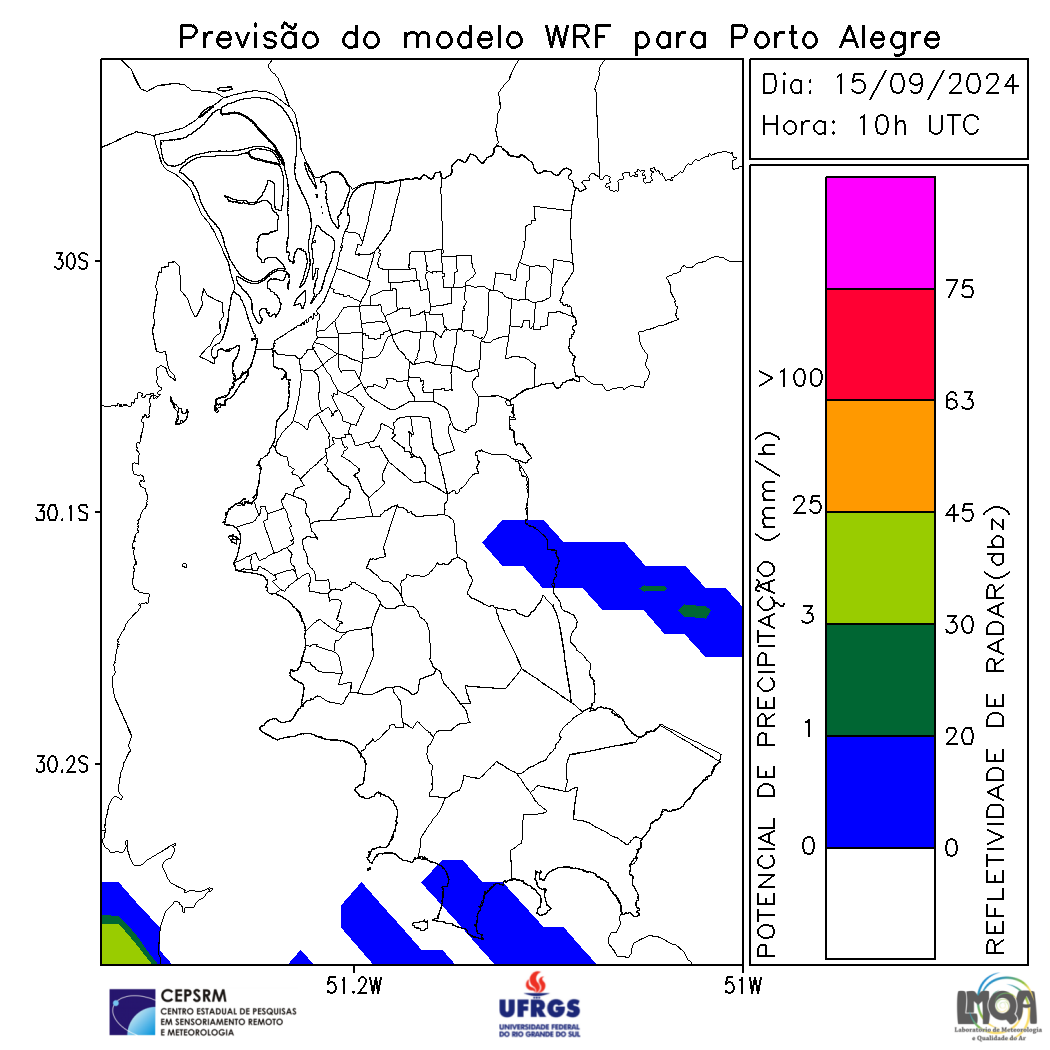 Previsão do modelo WRF para Porto Alegre
Dia: 15/09/2024
Hora: 10h UTC
30S
30.1S
30.2S
51.2W
51W
POTENCIAL DE PRECIPITAÇÃO (mm/h)
>100
25
3
1
0
75
63
45
30
20
0
REFLETIVIDADE DE RADAR(dbz)
CEPSRM
CENTRO ESTADUAL DE PESQUISAS
EM SENSORIAMENTO REMOTO
E METEOROLOGIA
UFRGS
UNIVERSIDADE FEDERAL
DO RIO GRANDE DO SUL
LMQA
Laboratório de Meteorologia
e Qualidade do Ar